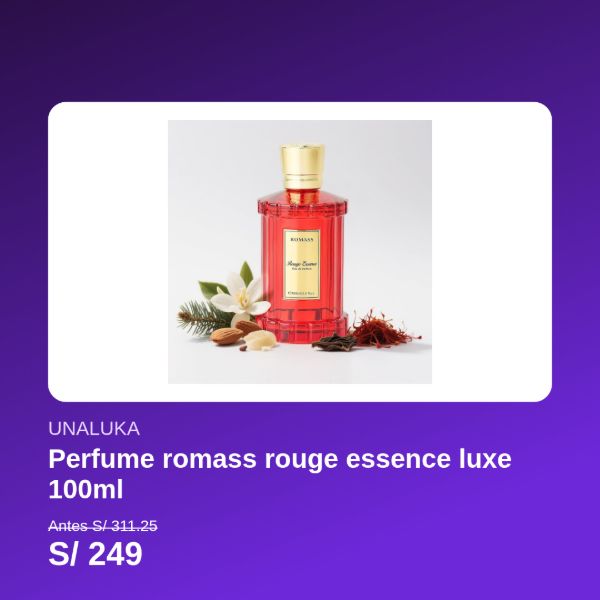 ROMASS
Rouge Essence
UNALUKA
Perfume romass rouge essence luxe
100ml
Antes S/ 311.25
S/ 249